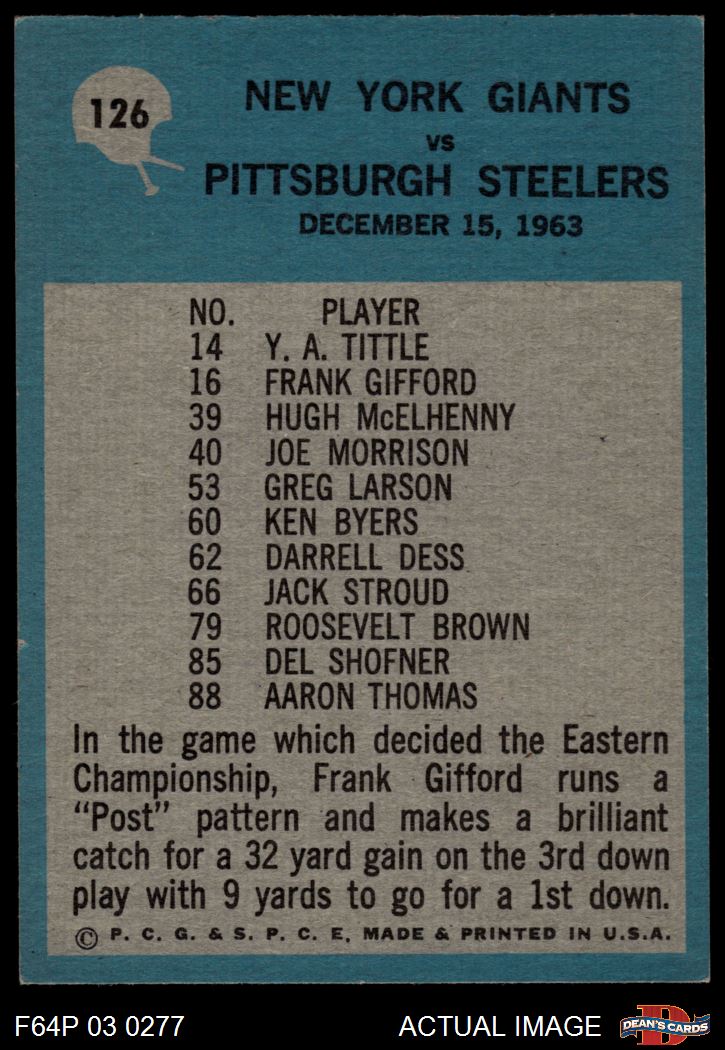 126
NEW YORK GIANTS
VS
PITTSBURGH STEELERS
DECEMBER 15, 1963
NO. PLAYER
14 Y. A. TITTLE
16 FRANK GIFFORD
39 HUGH McELHENNY
40 JOE MORRISON
53 GREG LARSON
60 KEN BYERS
62 DARRELL DESS
66 JACK STROUD
79 ROOSEVELT BROWN
85 DEL SHOFNER
88 AARON THOMAS
In the game which decided the Eastern
Championship, Frank Gifford runs a
"Post" pattern and makes a brilliant
catch for a 32 yard gain on the 3rd down
play with 9 yards to go for a 1st down.
© P. C. G. & S. P. C. E. MADE & PRINTED IN U.S.A.
F64P 03 0277 ACTUAL IMAGE
D
DEAN'S CARDS